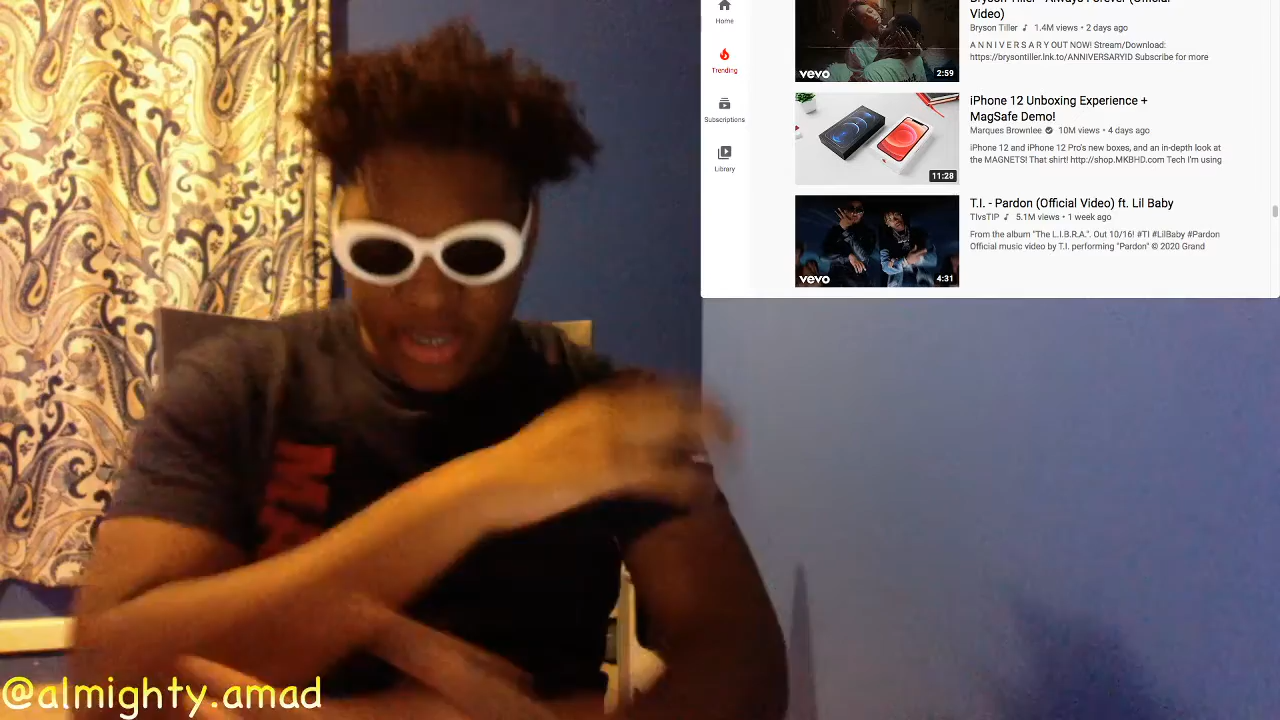 Bryson Tiller - Always Forever (Official
Video)
Bryson Tiller 1.4M views • 2 days ago
A N N I V E R S A R Y OUT NOW! Stream/Download:
https://brysontiller.lnk.to/ANNIVERSARYID Subscribe for more
vevo
2:59
Home
Trending
Subscriptions
Library
iPhone 12 Unboxing Experience +
MagSafe Demo!
Marques Brownlee 10M views • 4 days ago
iPhone 12 and iPhone 12 Pro's new boxes, and an in-depth look at
the MAGNETS! That shirt! http://shop.MKBHD.com Tech I'm using
11:28
T.I. - Pardon (Official Video) ft. Lil Baby
TIvsTIP 5.1M views • 1 week ago
From the album "The L.I.B.R.A.". Out 10/16! #TI #LilBaby #Pardon
Official music video by T.I. performing "Pardon" © 2020 Grand
vevo
4:31
@almighty.amad